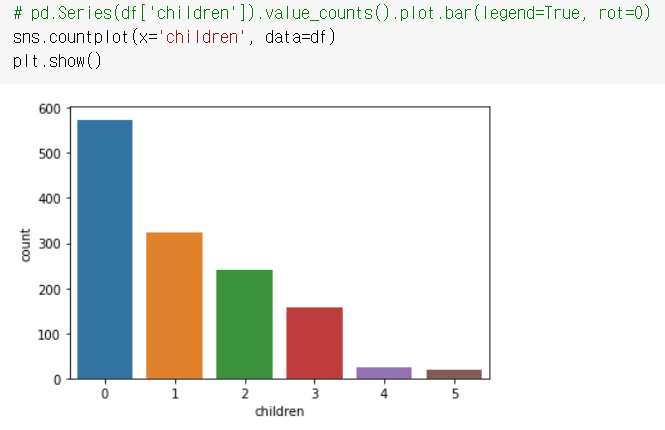 # pd.Series(df['children']).value_counts().plot.bar(legend=True, rot=0)
sns.countplot(x='children', data=df)
plt.show()
600
500
400
300
200
100
0
count
0 1 2 3 4 5
children